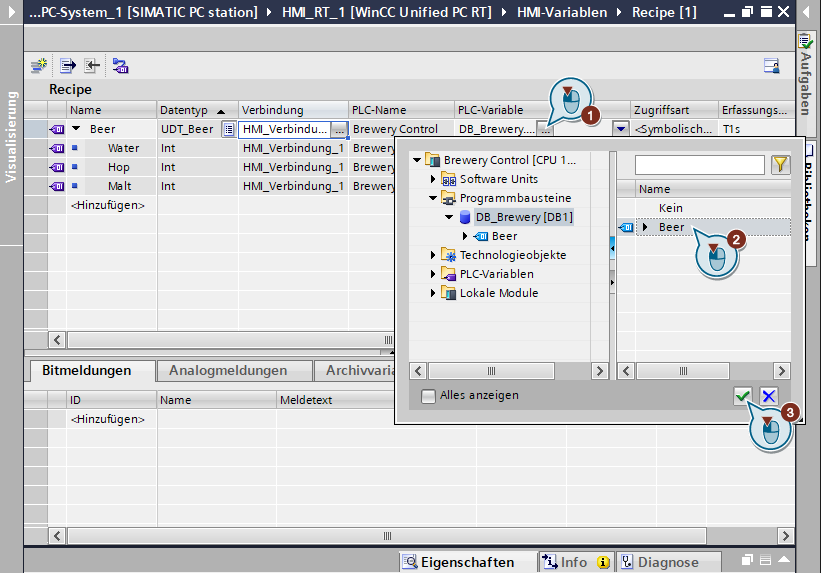 ...PC-System_1 [SIMATIC PC station] HMI_RT_1 [WinCC Unified PC RT] HMI-Variablen Recipe [1]
Visualisierung
Aufgaben
Bibliotheken
Recipe
Name Datentyp Verbindung PLC-Name PLC-Variable Zugriffsart Erfassungs...
Beer UDT_Beer HMI_Verbindu... ... Brewery Control DB_Brewery.... ... <Symbolisch... T1s
Water Int HMI_Verbindung_1 Brewery
Hop Int HMI_Verbindung_1 Brewery
Malt Int HMI_Verbindung_1 Brewery
<Hinzufügen>
1
Brewery Control [CPU 1...
Software Units
Programmbausteine
DB_Brewery [DB1]
Beer
Technologieobjekte
PLC-Variablen
Lokale Module
Name
Kein
Beer
2
Alles anzeigen
3
Bitmeldungen Analogmeldungen Archivvaria
ID Name Meldetext
<Hinzufügen>
Eigenschaften Info Diagnose